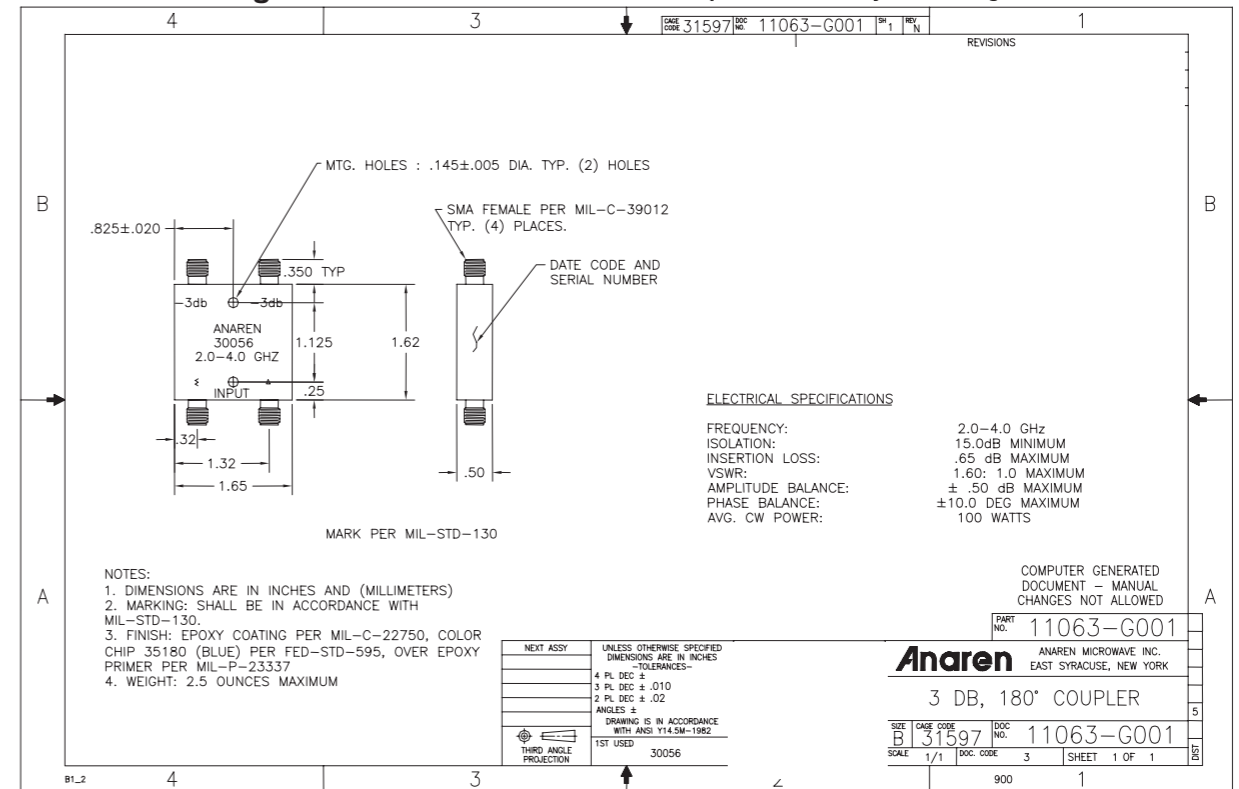 4
3
CAGE CODE 31597 DOC NO. 11063-G001 SH 1 REV N
1
REVISIONS
MTG. HOLES : .145±.005 DIA. TYP. (2) HOLES
B
B
SMA FEMALE PER MIL-C-39012
TYP. (4) PLACES.
.825±.020
.350 TYP
DATE CODE AND
SERIAL NUMBER
-3db
-3db
ANAREN
30056
2.0-4.0 GHZ
1.125
1.62
INPUT
.25
.32
1.32
1.65
.50
MARK PER MIL-STD-130
ELECTRICAL SPECIFICATIONS
FREQUENCY: 2.0-4.0 GHz
ISOLATION: 15.0dB MINIMUM
INSERTION LOSS: .65 dB MAXIMUM
VSWR: 1.60: 1.0 MAXIMUM
AMPLITUDE BALANCE: ± .50 dB MAXIMUM
PHASE BALANCE: ±10.0 DEG MAXIMUM
AVG. CW POWER: 100 WATTS
A
A
NOTES:
1. DIMENSIONS ARE IN INCHES AND (MILLIMETERS)
2. MARKING: SHALL BE IN ACCORDANCE WITH
MIL-STD-130.
3. FINISH: EPOXY COATING PER MIL-C-22750, COLOR
CHIP 35180 (BLUE) PER FED-STD-595, OVER EPOXY
PRIMER PER MIL-P-23337
4. WEIGHT: 2.5 OUNCES MAXIMUM
COMPUTER GENERATED
DOCUMENT - MANUAL
CHANGES NOT ALLOWED
PART NO. 11063-G001
NEXT ASSY
UNLESS OTHERWISE SPECIFIED
DIMENSIONS ARE IN INCHES
-TOLERANCES-
4 PL DEC ±
3 PL DEC ± .010
2 PL DEC ± .02
ANGLES ±
DRAWING IS IN ACCORDANCE
WITH ANSI Y14.5M-1982
THIRD ANGLE
PROJECTION
1ST USED
30056
Anaren
ANAREN MICROWAVE INC.
EAST SYRACUSE, NEW YORK
3 DB, 180° COUPLER
5
SIZE B CAGE CODE 31597 DOC NO. 11063-G001
SCALE 1/1 DOC. CODE 3 SHEET 1 OF 1
DIST
B1_2
4
3
900
1